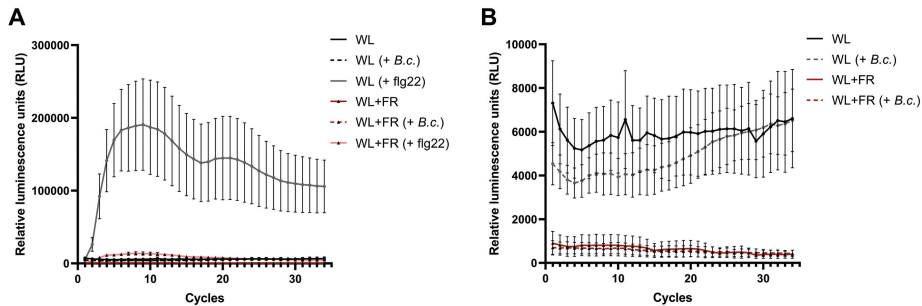 A
Relative luminescence units (RLU)
300000
200000
100000
0
0
10
20
30
Cycles
WL
WL (+ B.c.)
WL (+ flg22)
WL+FR
WL+FR (+ B.c.)
WL+FR (+ flg22)
B
Relative luminescence units (RLU)
10000
8000
6000
4000
2000
0
0
10
20
30
Cycles
WL
WL (+ B.c.)
WL+FR
WL+FR (+ B.c.)